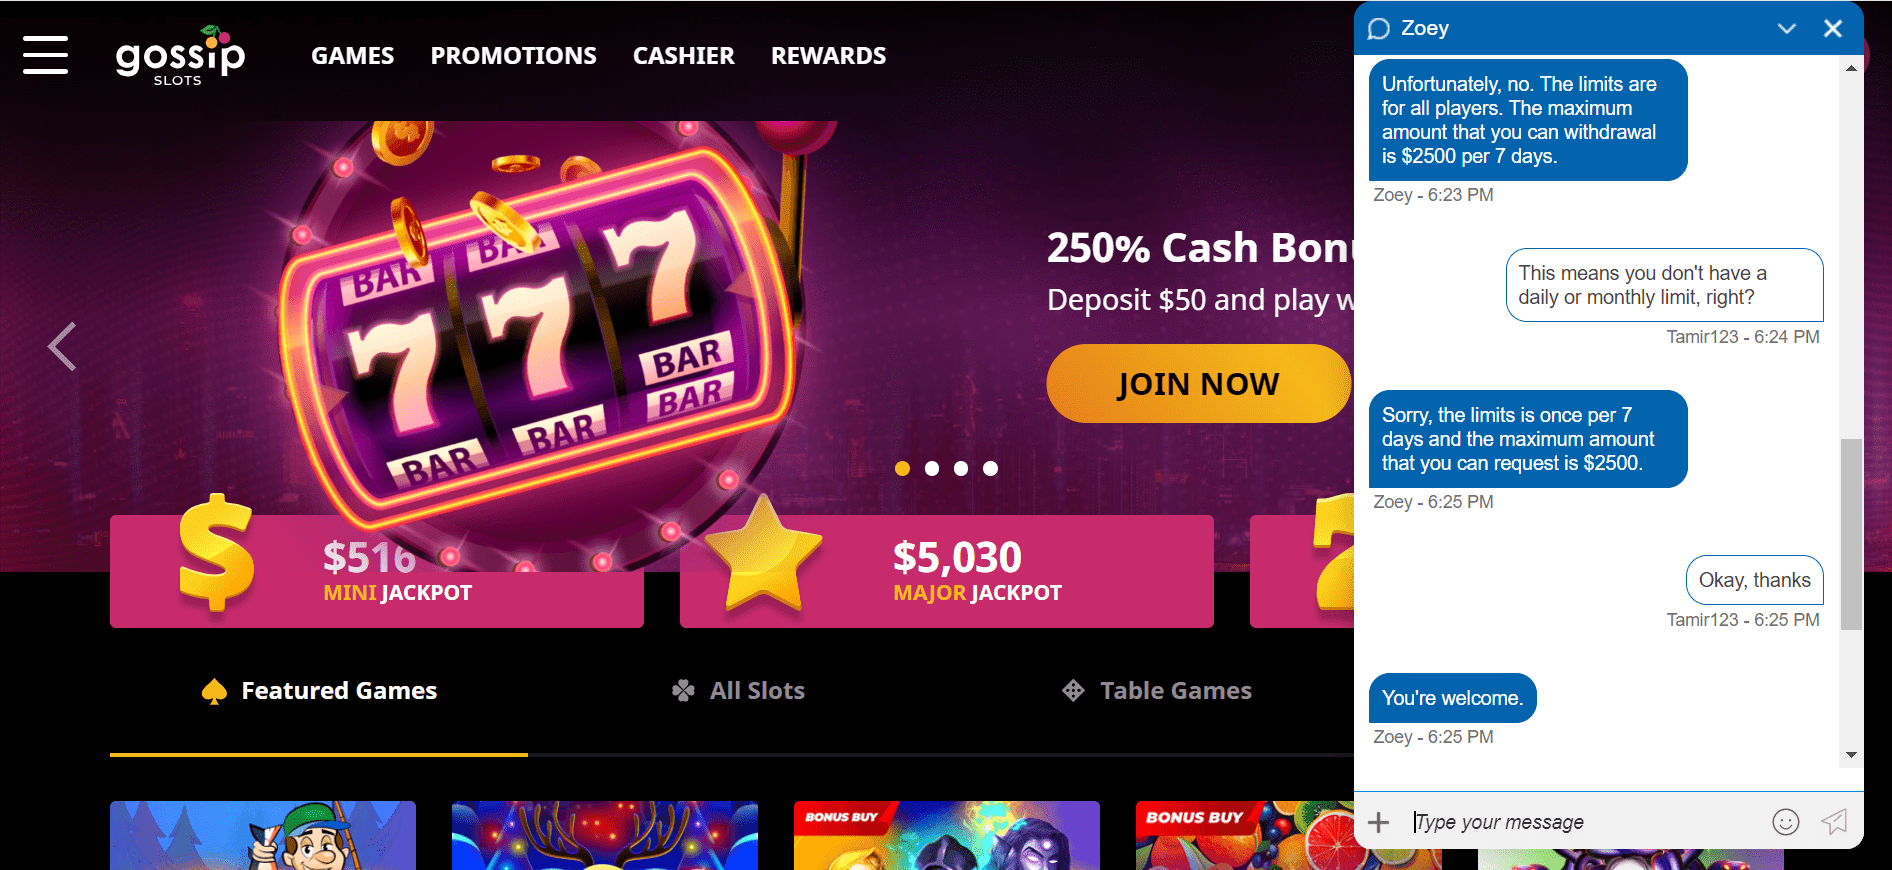 gossip
SLOTS
GAMES
PROMOTIONS
CASHIER
REWARDS
BAR
BA
7
7
7
BAR
BAR
BAR
BAR
BAR
250% Cash Bonu
Deposit $50 and play w
JOIN NOW
$516
MINI JACKPOT
$5,030
MAJOR JACKPOT
7
Featured Games
All Slots
Table Games
BONUS BUY
BONUS BUY
Zoey
Unfortunately, no. The limits are
for all players. The maximum
amount that you can withdrawal
is $2500 per 7 days.
Zoey - 6:23 PM
This means you don't have a
daily or monthly limit, right?
Tamir123 - 6:24 PM
Sorry, the limits is once per 7
days and the maximum amount
that you can request is $2500.
Zoey - 6:25 PM
Okay, thanks
Tamir123 - 6:25 PM
You're welcome.
Zoey - 6:25 PM
Type your message